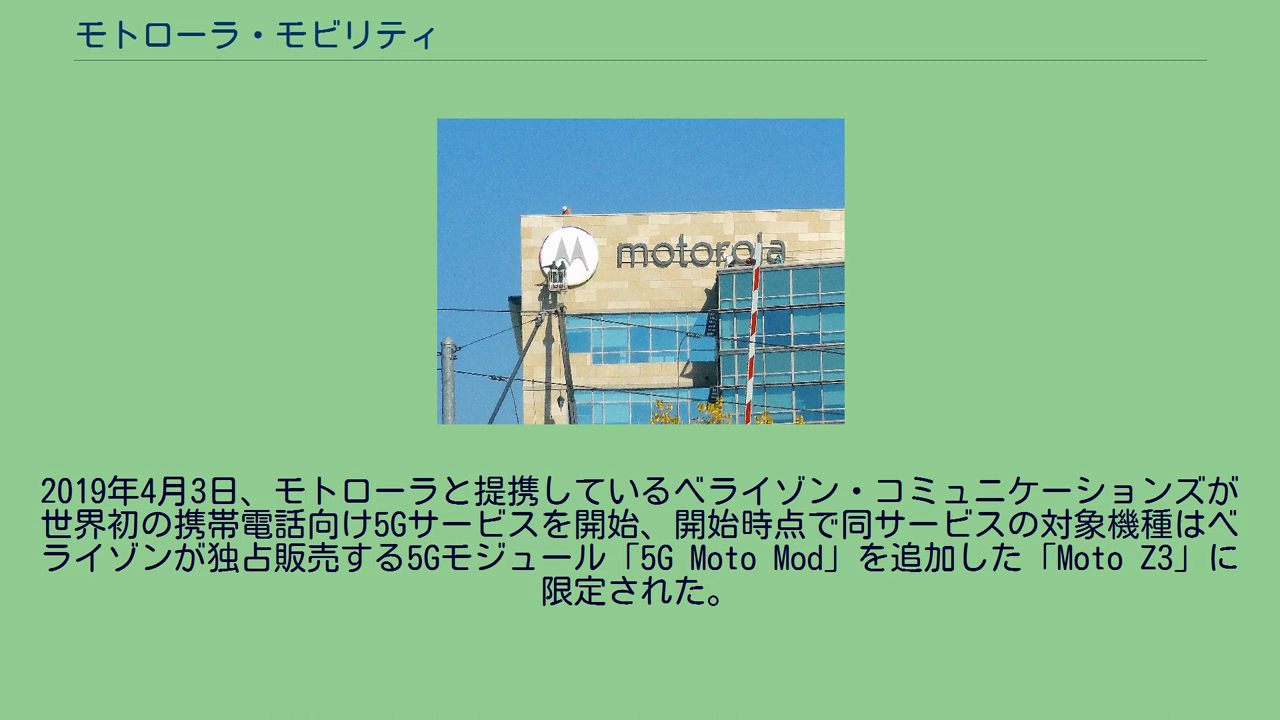 モトローラ・モビリティ
motorola
2019年4月3日、モトローラと提携しているベライゾン・コミュニケーションズが
世界初の携帯電話向け5Gサービスを開始、開始時点で同サービスの対象機種はベ
ライゾンが独占販売する5Gモジュール「5G Moto Mod」を追加した「Moto Z3」に
限定された。